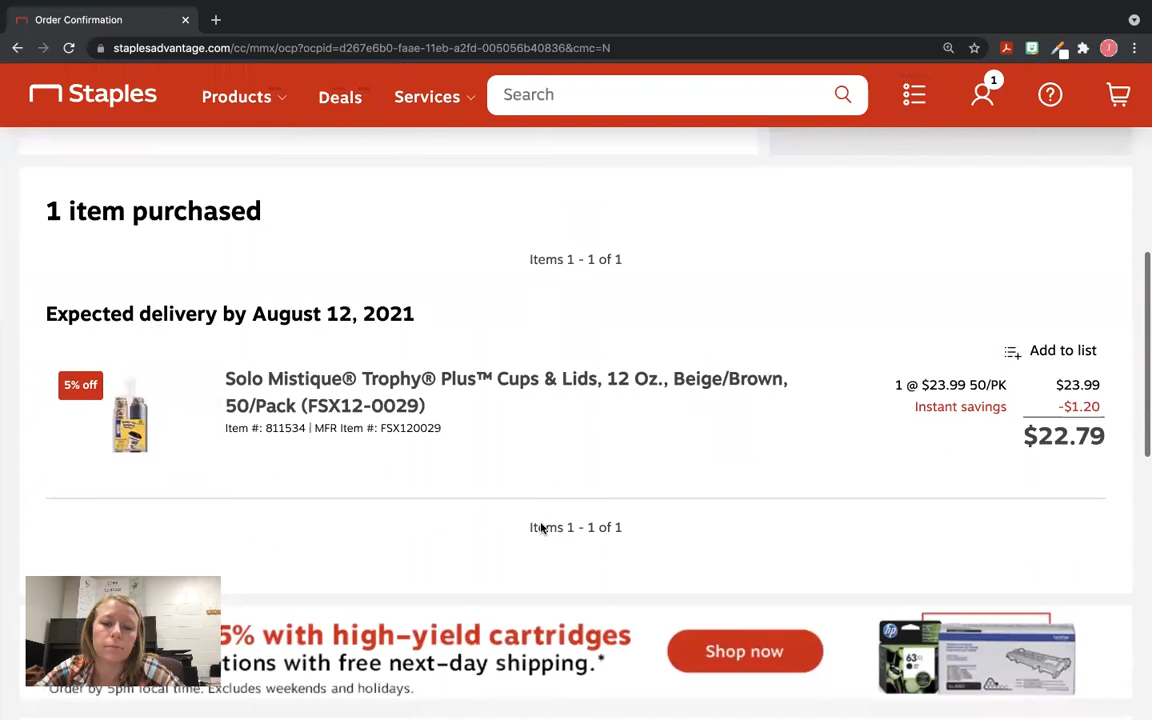 Order Confirmation
staplesadvantage.com/cc/mmx/ocp?ocpid=d267e6b0-faae-11eb-a2fd-005056b40836&cmc=N
J
Staples
Products
Deals
Services
Search
1
1 item purchased
Items 1 - 1 of 1
Expected delivery by August 12, 2021
Add to list
5% off
Solo Mistique® Trophy® Plus™ Cups & Lids, 12 Oz., Beige/Brown,
50/Pack (FSX12-0029)
Item #: 811534 | MFR Item #: FSX120029
1 @ $23.99 50/PK $23.99
Instant savings -$1.20
$22.79
Items 1 - 1 of 1
5% with high-yield cartridges
tions with free next-day shipping.*
*Order by 5pm local time. Excludes weekends and holidays.
Shop now
hp
63XL
brother